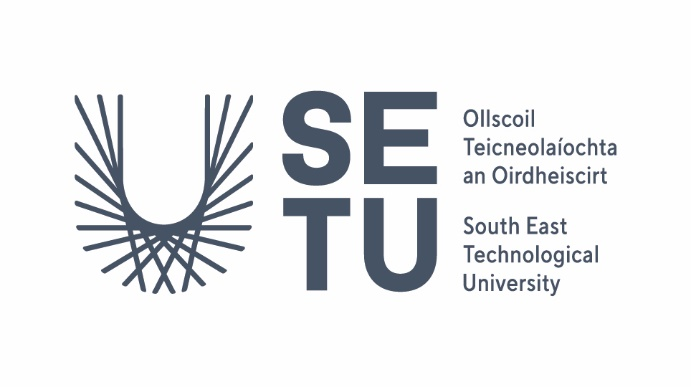 SE
TU
Ollscoil
Teicneolaíochta
an Oirdheiscirt
South East
Technological
University